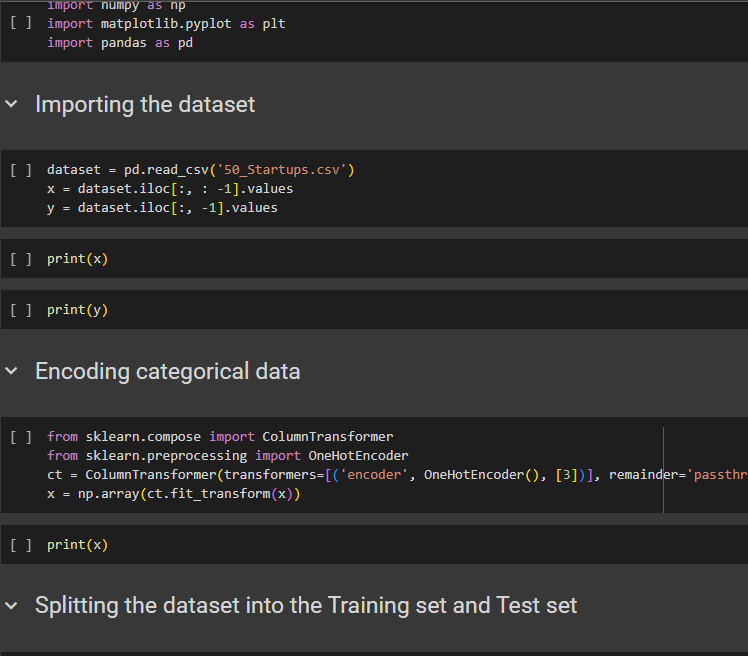 import numpy as np
[ ] import matplotlib.pyplot as plt
import pandas as pd
Importing the dataset
[ ] dataset = pd.read_csv('50_Startups.csv')
x = dataset.iloc[:, : -1].values
y = dataset.iloc[:, -1].values
[ ] print(x)
[ ] print(y)
Encoding categorical data
[ ] from sklearn.compose import ColumnTransformer
from sklearn.preprocessing import OneHotEncoder
ct = ColumnTransformer(transformers=[('encoder', OneHotEncoder(), [3])], remainder='passthr
x = np.array(ct.fit_transform(x))
[ ] print(x)
Splitting the dataset into the Training set and Test set